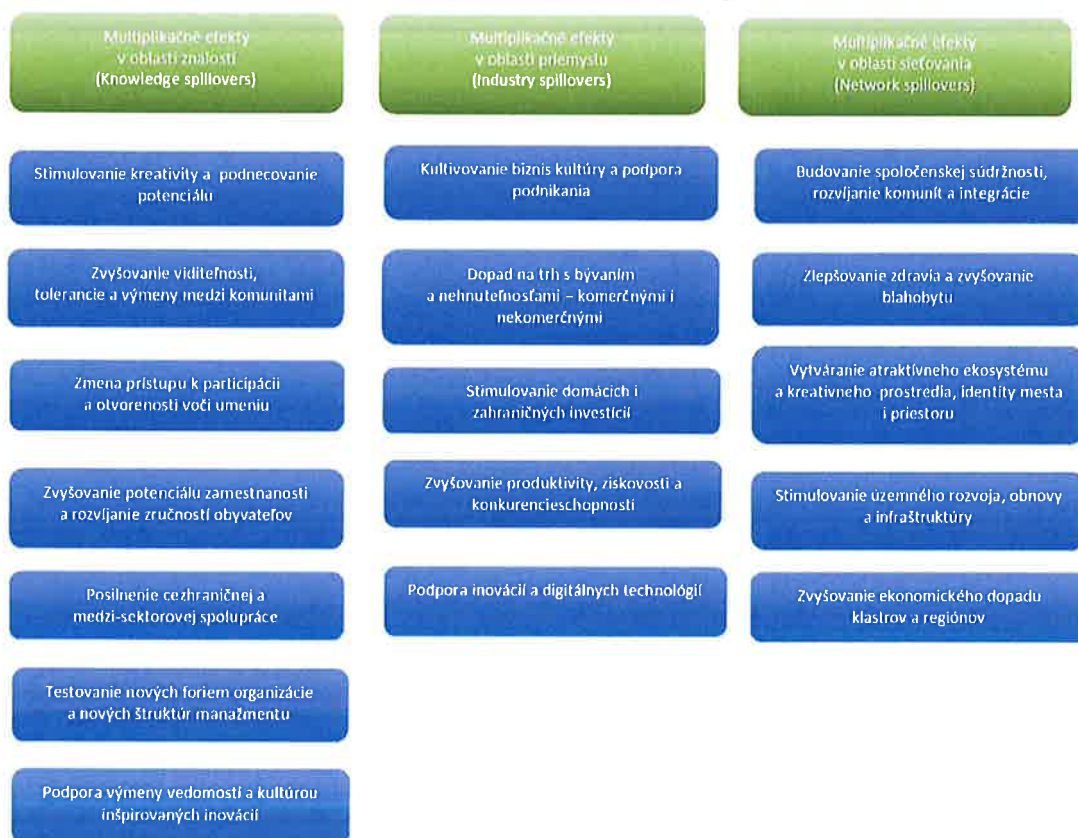 Multiplikačné efekty
v oblasti znalostí
(Knowledge spillovers)
Stimulovanie kreativity a podnecovanie
potenciálu
Zvyšovanie viditeľnosti,
tolerancie a výmeny medzi komunitami
Zmena prístupu k participácii
a otvorenosti voči umeniu
Zvyšovanie potenciálu zamestnanosti
a rozvíjanie zručností obyvateľov
Posilnenie cezhraničnej a
medzi-sektorovej spolupráce
Testovanie nových foriem organizácie
a nových štruktúr manažmentu
Podpora výmeny vedomostí a kultúrou
inšpirovaných inovácií
Multiplikačné efekty
v oblasti priemyslu
(Industry spillovers)
Kultivovanie biznis kultúry a podpora
podnikania
Dopad na trh s bývaním
a nehnuteľnosťami – komerčnými i
nekomerčnými
Stimulovanie domácich i
zahraničných investícií
Zvyšovanie produktivity, ziskovosti a
konkurencieschopnosti
Podpora inovácií a digitálnych technológií
Multiplikačné efekty
v oblasti sieťovania
(Network spillovers)
Budovanie spoločenskej súdržnosti,
rozvíjanie komunít a integrácie
Zlepšovanie zdravia a zvyšovanie
blahobytu
Vytváranie atraktívneho ekosystému
a kreatívneho prostredia, identity mesta
i priestoru
Stimulovanie územného rozvoja, obnovy
a infraštruktúry
Zvyšovanie ekonomického dopadu
klastrov a regiónov